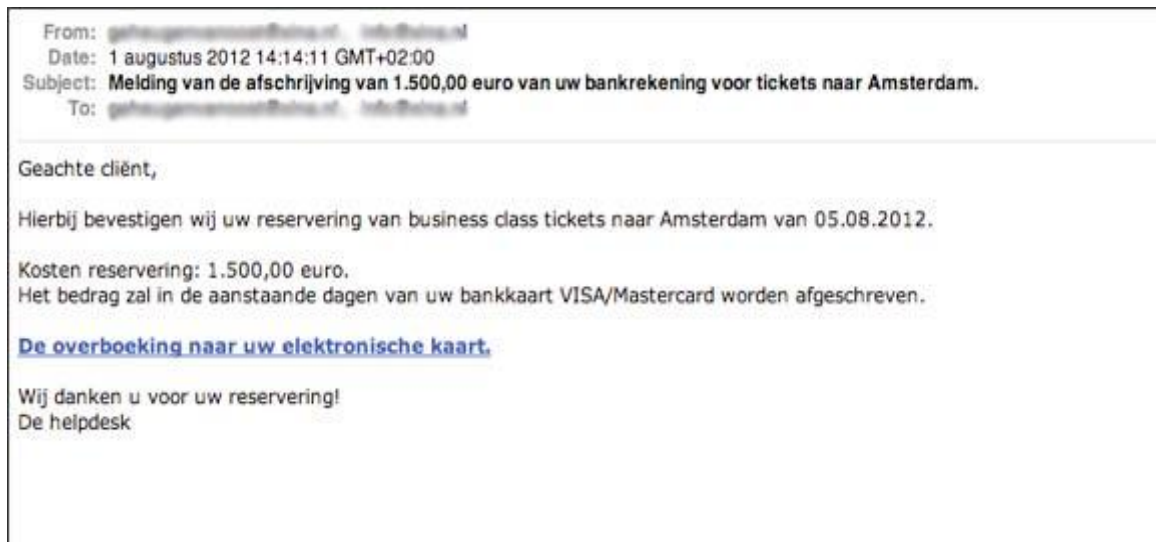 From:
Date: 1 augustus 2012 14:14:11 GMT+02:00
Subject: Melding van de afschrijving van 1.500,00 euro van uw bankrekening voor tickets naar Amsterdam.
To:
Geachte cliënt,
Hierbij bevestigen wij uw reservering van business class tickets naar Amsterdam van 05.08.2012.
Kosten reservering: 1.500,00 euro.
Het bedrag zal in de aanstaande dagen van uw bankkaart VISA/Mastercard worden afgeschreven.
De overboeking naar uw elektronische kaart.
Wij danken u voor uw reservering!
De helpdesk